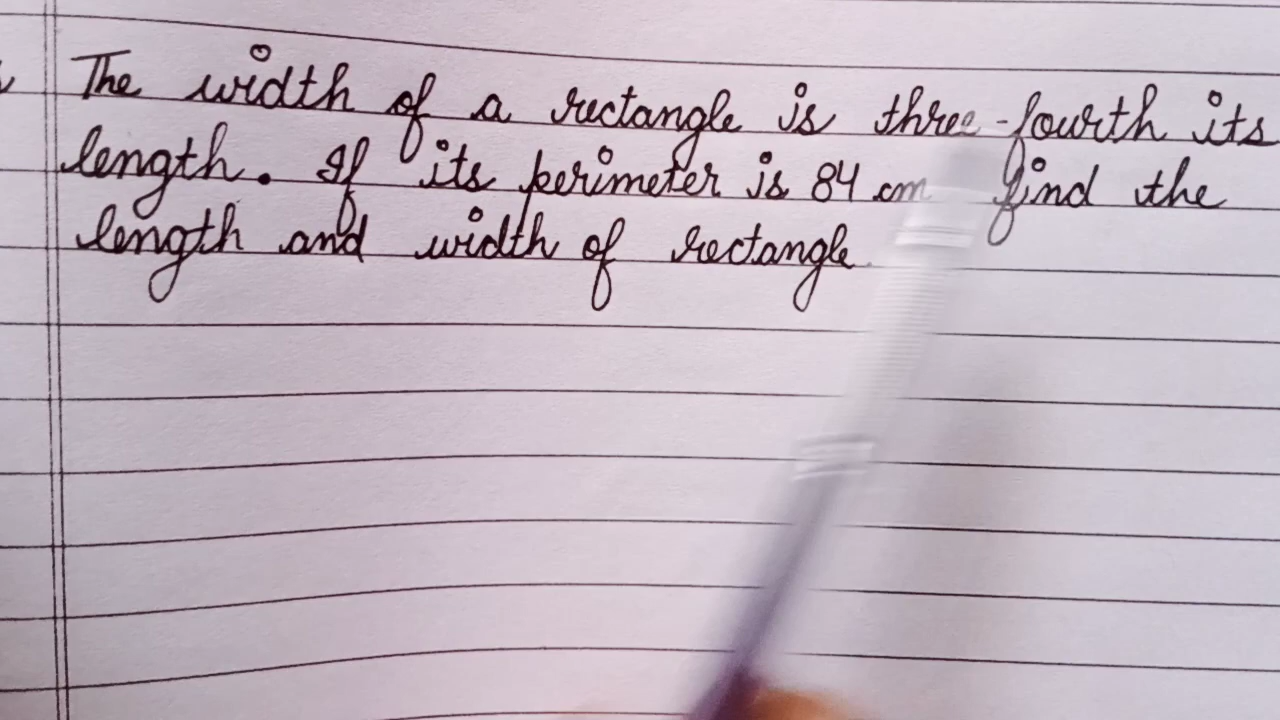 The width of a rectangle is three-fourth its
length. If its perimeter is 84 cm find the
length and width of rectangle